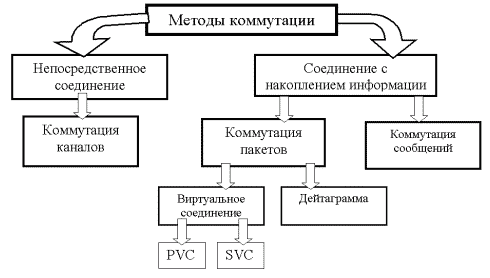 Методы коммутации
Непосредственное
соединение
Соединение с
накоплением информации
Коммутация
каналов
Коммутация
пакетов
Коммутация
сообщений
Виртуальное
соединение
Дейтаграмма
PVC
SVC